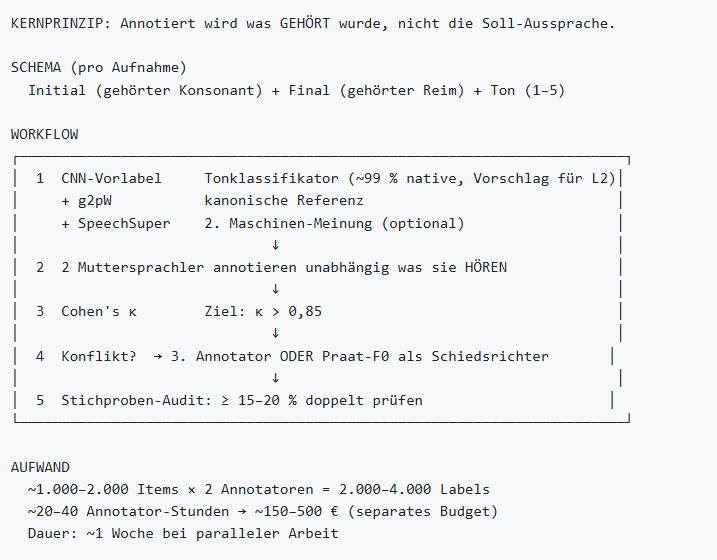 KERNPRINZIP: Annotiert wird was GEHÖRT wurde, nicht die Soll-Aussprache.
SCHEMA (pro Aufnahme)
Initial (gehörter Konsonant) + Final (gehörter Reim) + Ton (1–5)
WORKFLOW
1 CNN-Vorlabel Tonklassifikator (~99 % native, Vorschlag für L2)
+ g2pW kanonische Referenz
+ SpeechSuper 2. Maschinen-Meinung (optional)
↓
2 2 Muttersprachler annotieren unabhängig was sie HÖREN
↓
3 Cohen's κ Ziel: κ > 0,85
↓
4 Konflikt? → 3. Annotator ODER Praat-F0 als Schiedsrichter
↓
5 Stichproben-Audit: ≥ 15–20 % doppelt prüfen
AUFWAND
~1.000–2.000 Items × 2 Annotatoren = 2.000–4.000 Labels
~20–40 Annotator-Stunden → ~150–500 € (separates Budget)
Dauer: ~1 Woche bei paralleler Arbeit